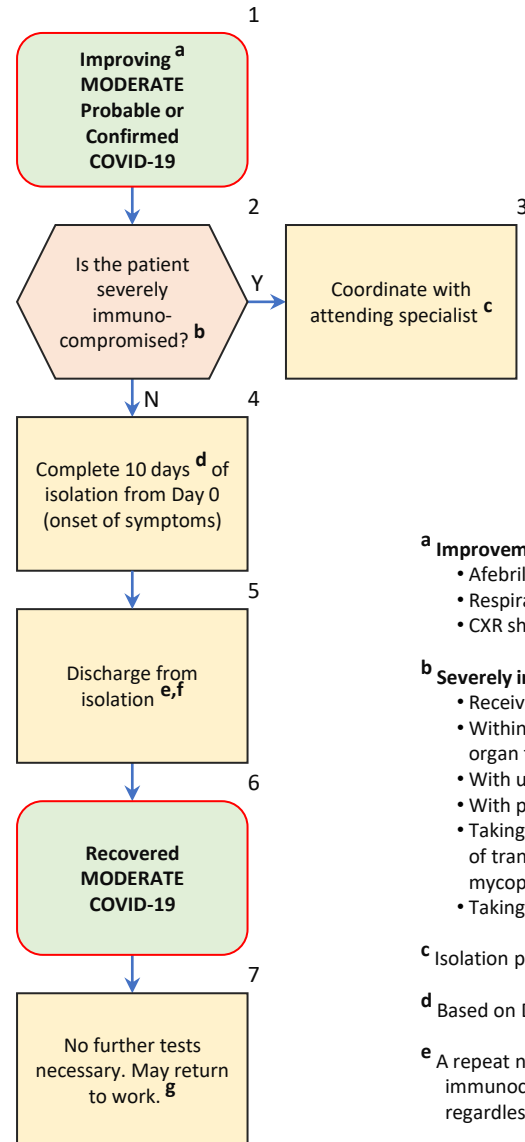 1
Improving a
MODERATE
Probable or
Confirmed
COVID-19
2
Is the patient
severely
immuno-
compromised? b
Y
3
Coordinate with
attending specialist c
N
4
Complete 10 days d of
isolation from Day 0
(onset of symptoms)
5
Discharge from
isolation e,f
6
Recovered
MODERATE
COVID-19
7
No further tests
necessary. May return
to work. g
a Improvem
• Afebril
• Respira
• CXR sh
b Severely i
• Receiv
• Within
organ
• With u
• With p
• Taking
of tran
mycop
• Taking
c Isolation p
d Based on
e A repeat n
immunoc
regardles